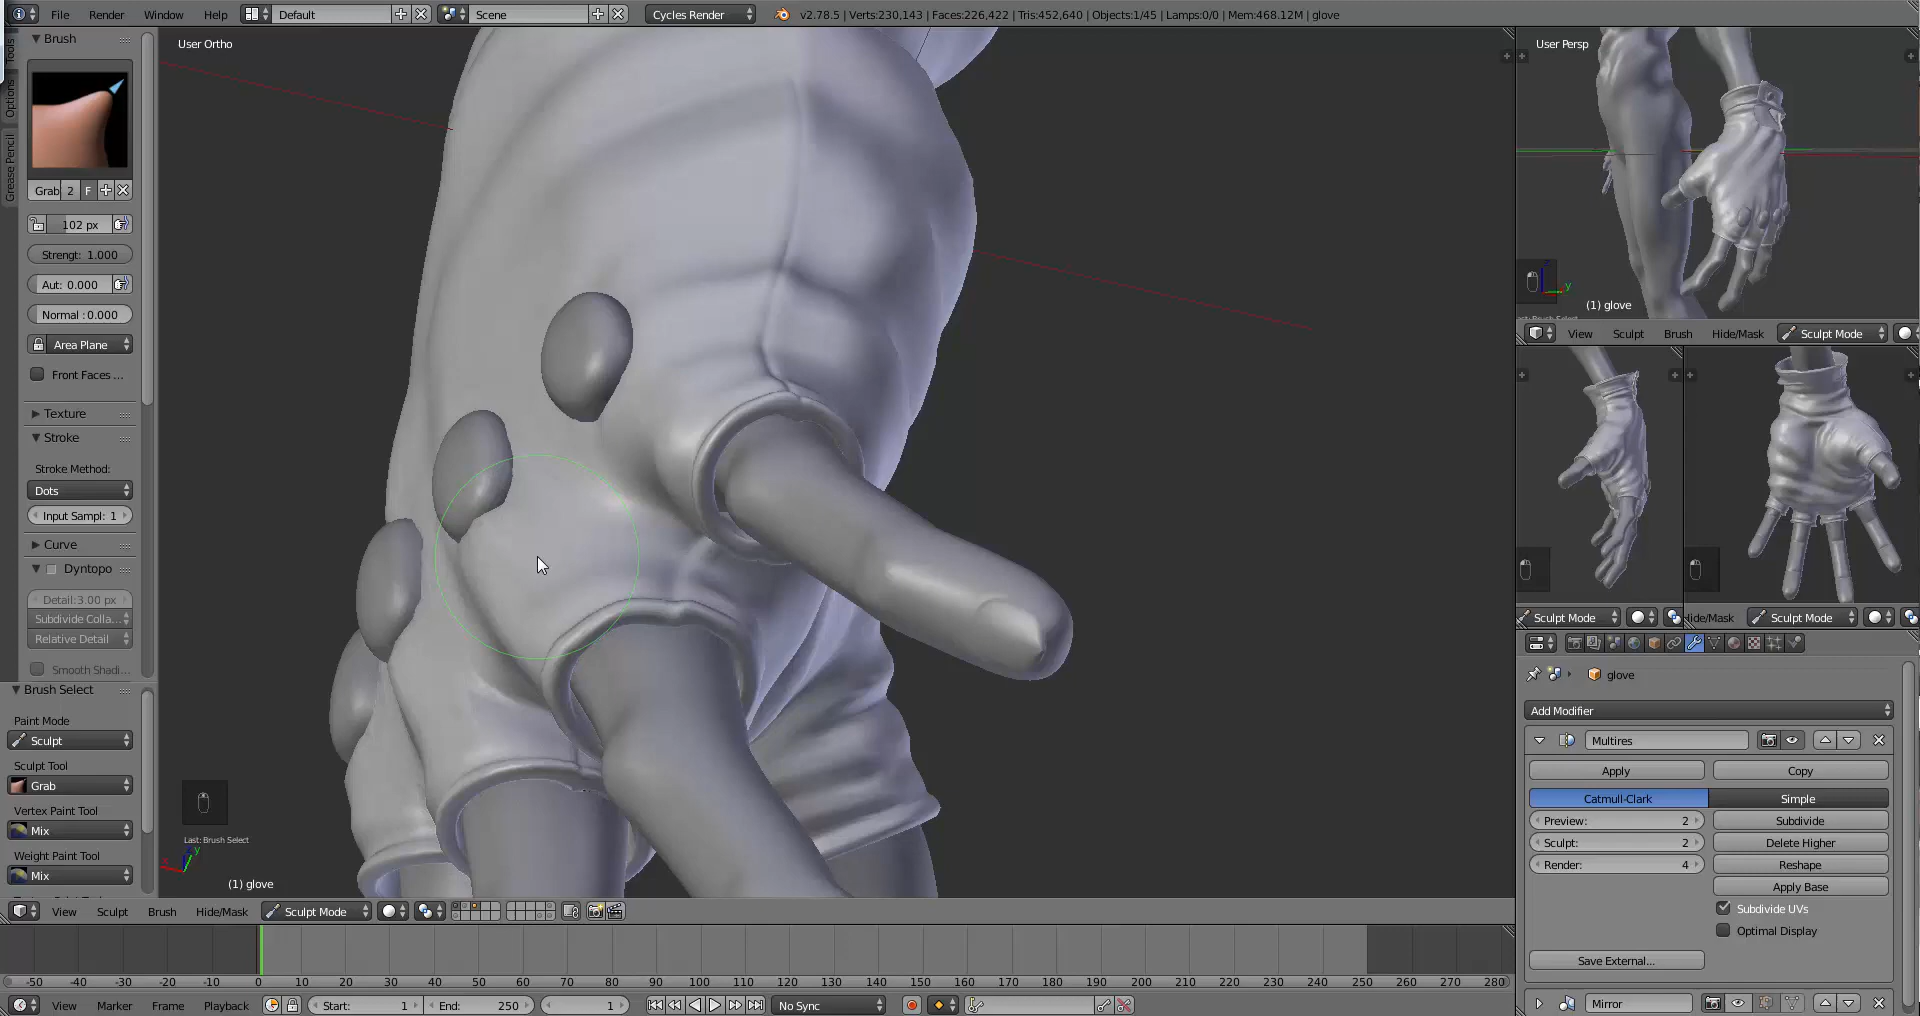 File Render Window Help Default Scene Cycles Render v2.78.5 | Verts:230,143 | Faces:226,422 | Tris:452,640 | Objects:1/45 | Lamps:0/0 | Mem:468.12M | glove
Tools
Options
Grease Pencil
Brush
Grab 2 F
102 px
Strengt: 1.000
Aut: 0.000
Normal : 0.000
Area Plane
Front Faces ...
Texture
Stroke
Stroke Method:
Dots
Input Sampl: 1
Curve
Dyntopo
Detail:3.00 px
Subdivide Colla...
Relative Detail
Smooth Shadi...
Brush Select
Paint Mode
Sculpt
Sculpt Tool
Grab
Vertex Paint Tool
Mix
Weight Paint Tool
Mix
User Ortho
Last: Brush Select
x
y
(1) glove
View Sculpt Brush Hide/Mask Sculpt Mode
-50 -40 -30 -20 -10 0 10 20 30 40 50 60 70 80 90 100 110 120 130 140 150 160 170 180 190 200 210 220 230 240 250 260 270 280
View Marker Frame Playback Start: 1 End: 250 1 No Sync
User Persp
y
(1) glove
View Sculpt Brush Hide/Mask Sculpt Mode
Sculpt Mode
Hide/Mask Sculpt Mode
glove
Add Modifier
Multires
Apply Copy
Catmull-Clark Simple
Preview: 2 Subdivide
Sculpt: 2 Delete Higher
Render: 4 Reshape
Apply Base
Subdivide UVs
Optimal Display
Save External...
Mirror